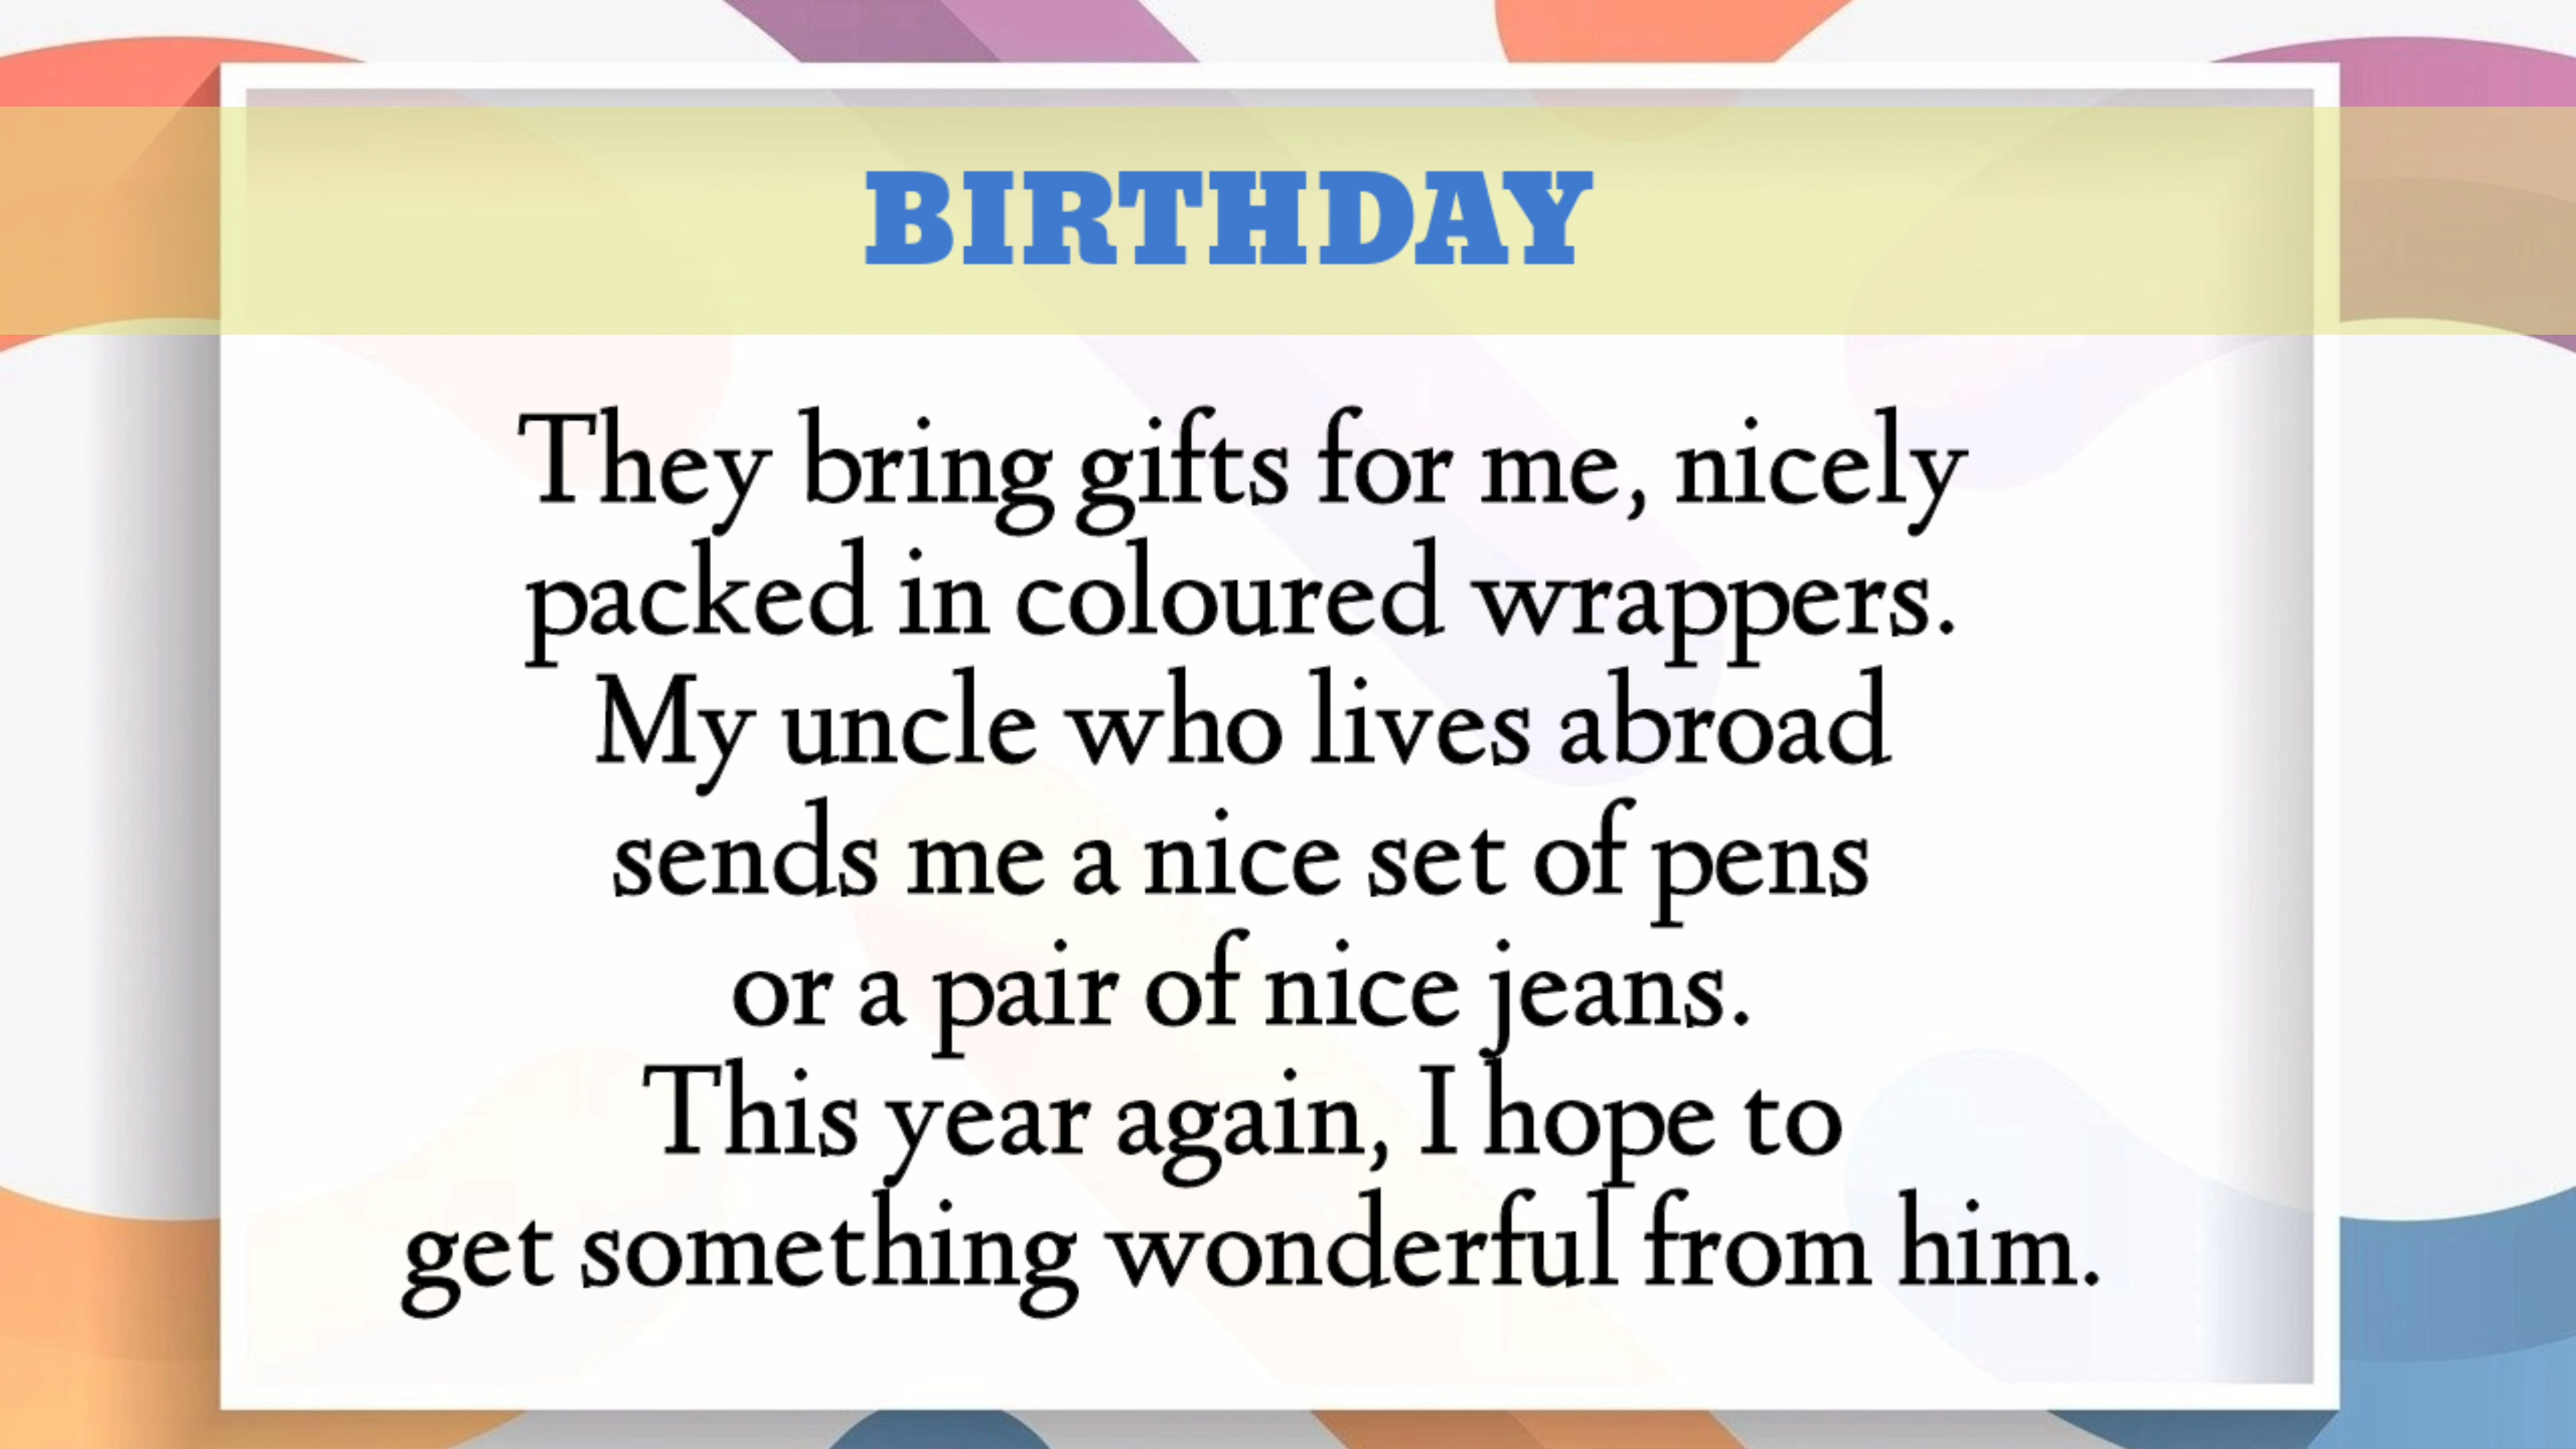 BIRTHDAY
They bring gifts for me, nicely
packed in coloured wrappers.
My uncle who lives abroad
sends me a nice set of pens
or a pair of nice jeans.
This year again, I hope to
get something wonderful from him.